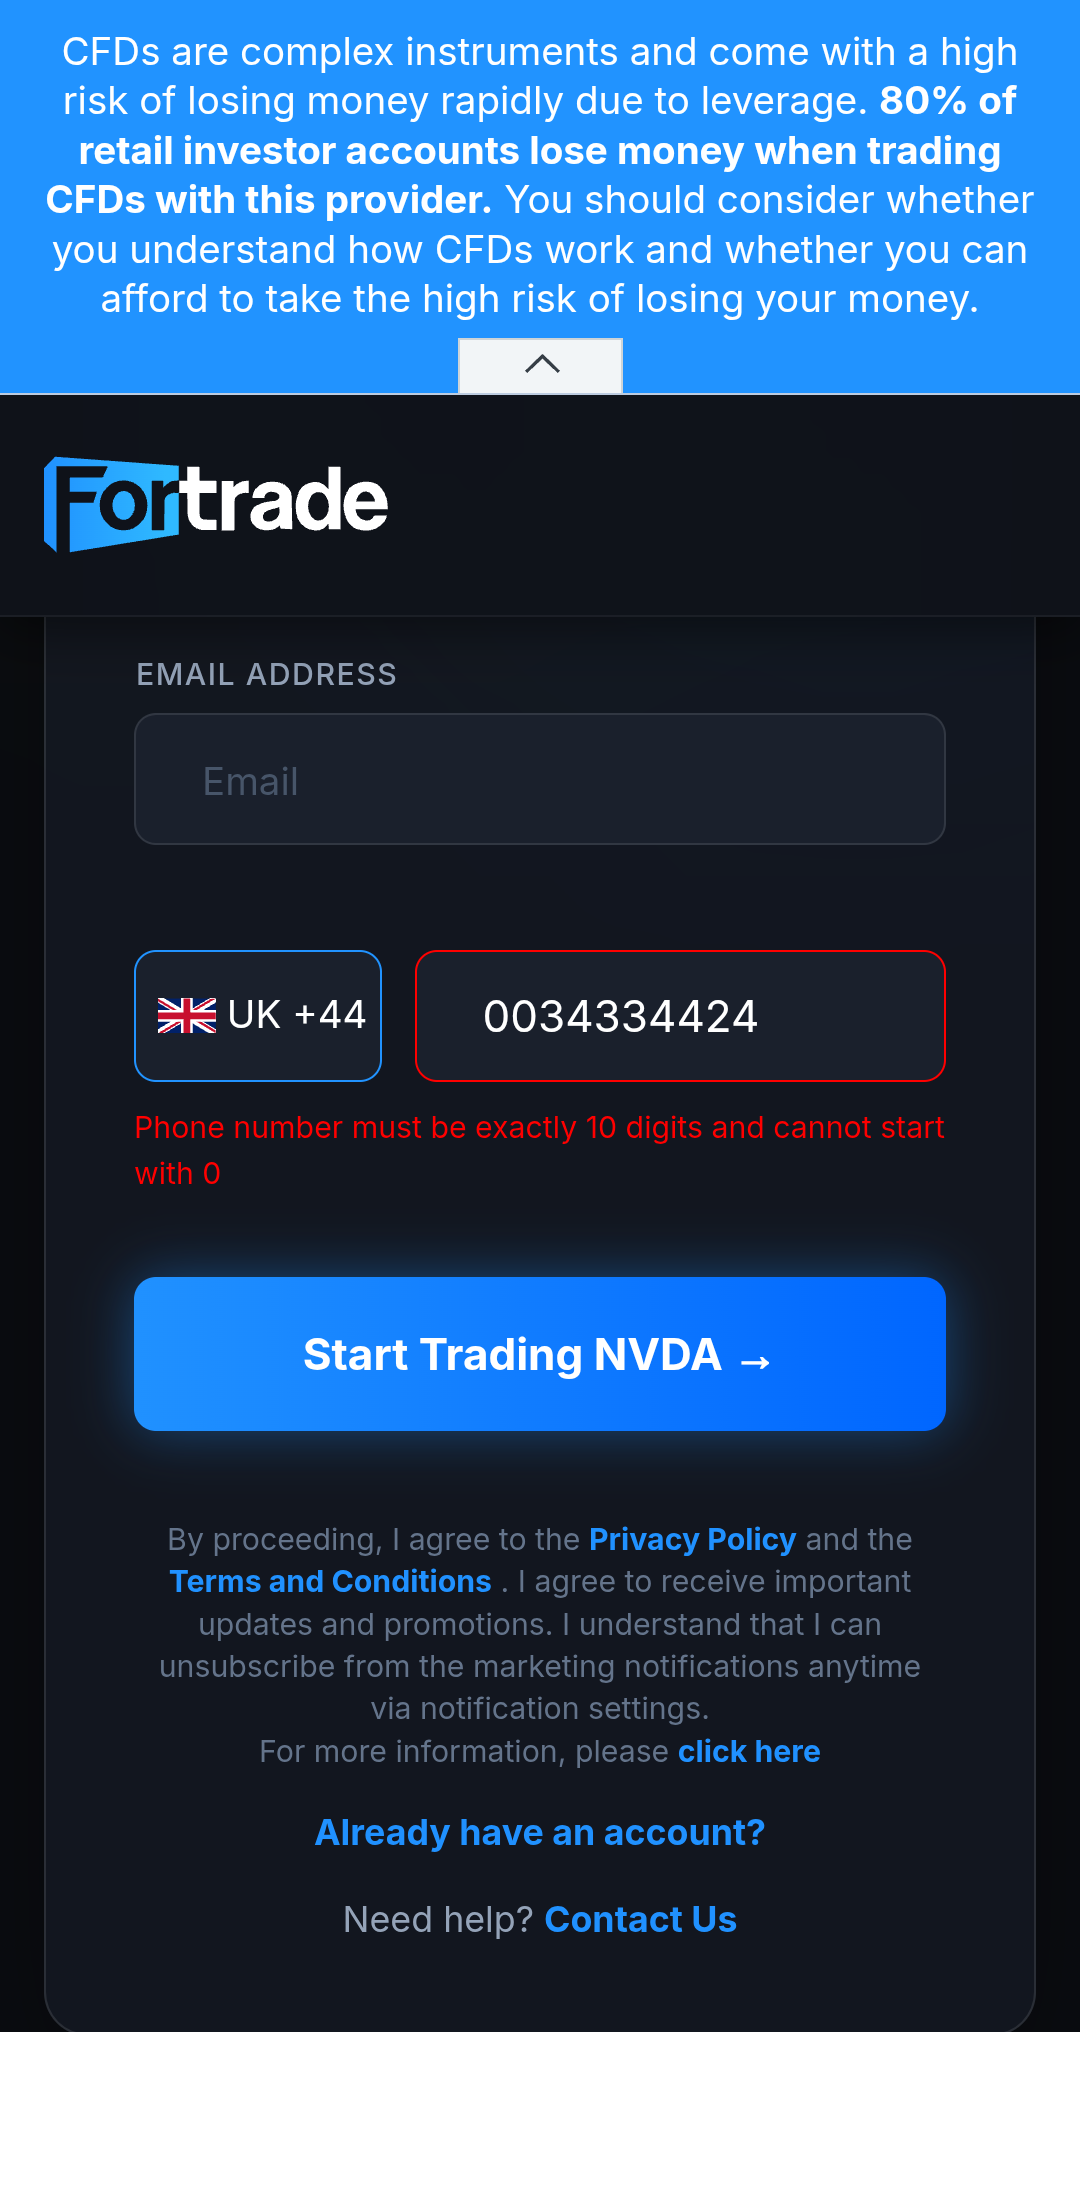 CFDs are complex instruments and come with a high
risk of losing money rapidly due to leverage. 80% of
retail investor accounts lose money when trading
CFDs with this provider. You should consider whether
you understand how CFDs work and whether you can
afford to take the high risk of losing your money.
Fortrade
EMAIL ADDRESS
Email
UK +44
0034334424
Phone number must be exactly 10 digits and cannot start
with 0
Start Trading NVDA →
By proceeding, I agree to the Privacy Policy and the
Terms and Conditions . I agree to receive important
updates and promotions. I understand that I can
unsubscribe from the marketing notifications anytime
via notification settings.
For more information, please click here
Already have an account?
Need help? Contact Us